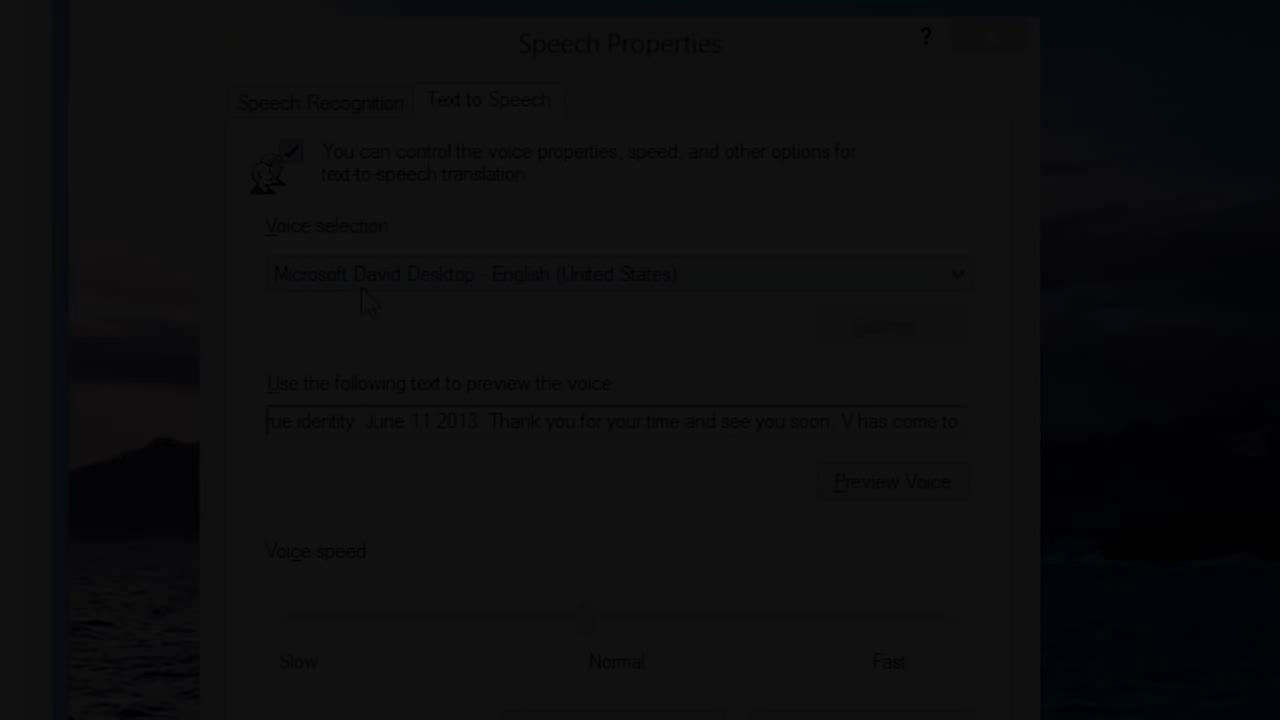 Speech Properties
?
Speech Recognition
Text to Speech
You can control the voice properties, speed, and other options for
text-to-speech translation.
Voice selection
Microsoft David Desktop - English (United States)
Use the following text to preview the voice
rue identity. June 11 2013. Thank you for your time and see you soon. V has come to
Preview Voice
Voice speed
Slow
Normal
Fast